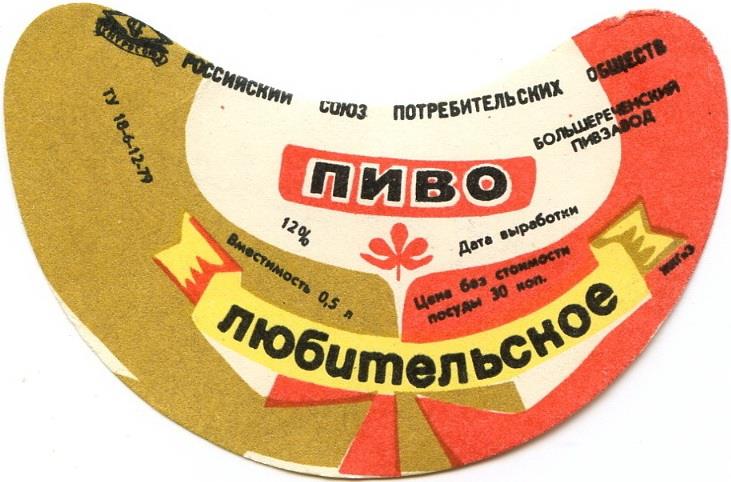 РОССИЙСКИЙ СОЮЗ ПОТРЕБИТЕЛЬСКИХ ОБЩЕСТВ
ТУ 18-6-12-79
БОЛЬШЕРЕЧЕНСКИЙ
ПИВЗАВОД
ПИВО
12%
Дата выработки
Вместимость 0,5 л
Цена без стоимости
посуды 30 коп.
любительское